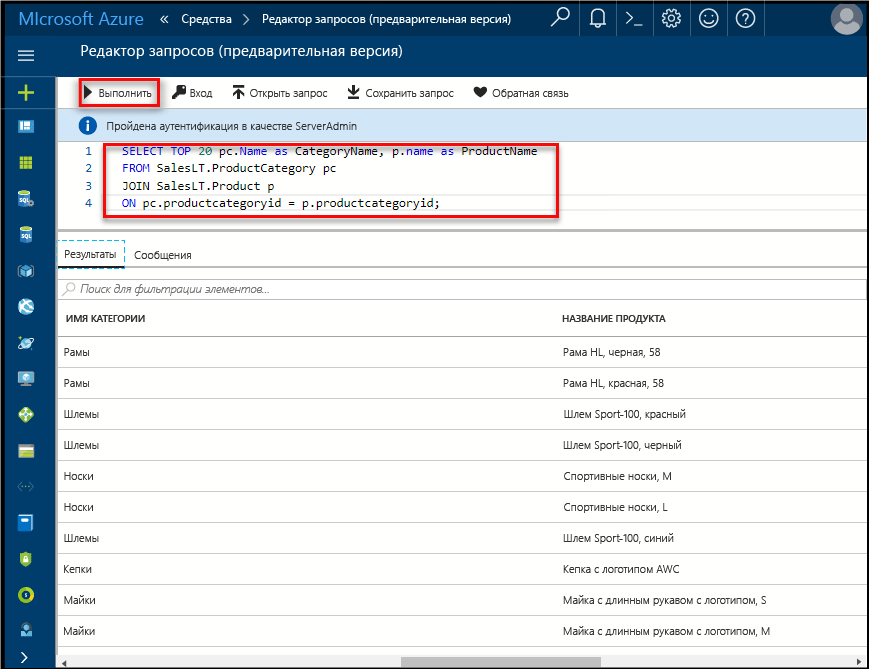 MIcrosoft Azure « Средства > Редактор запросов (предварительная версия)
Редактор запросов (предварительная версия)
Выполнить Вход Открыть запрос Сохранить запрос Обратная связь
Пройдена аутентификация в качестве ServerAdmin
1 SELECT TOP 20 pc.Name as CategoryName, p.name as ProductName
2 FROM SalesLT.ProductCategory pc
3 JOIN SalesLT.Product p
4 ON pc.productcategoryid = p.productcategoryid;
Результаты Сообщения
Поиск для фильтрации элементов...
ИМЯ КАТЕГОРИИ НАЗВАНИЕ ПРОДУКТА
Рамы Рама HL, черная, 58
Рамы Рама HL, красная, 58
Шлемы Шлем Sport-100, красный
Шлемы Шлем Sport-100, черный
Носки Спортивные носки, M
Носки Спортивные носки, L
Шлемы Шлем Sport-100, синий
Кепки Кепка с логотипом AWC
Майки Майка с длинным рукавом с логотипом, S
Майки Майка с длинным рукавом с логотипом, M